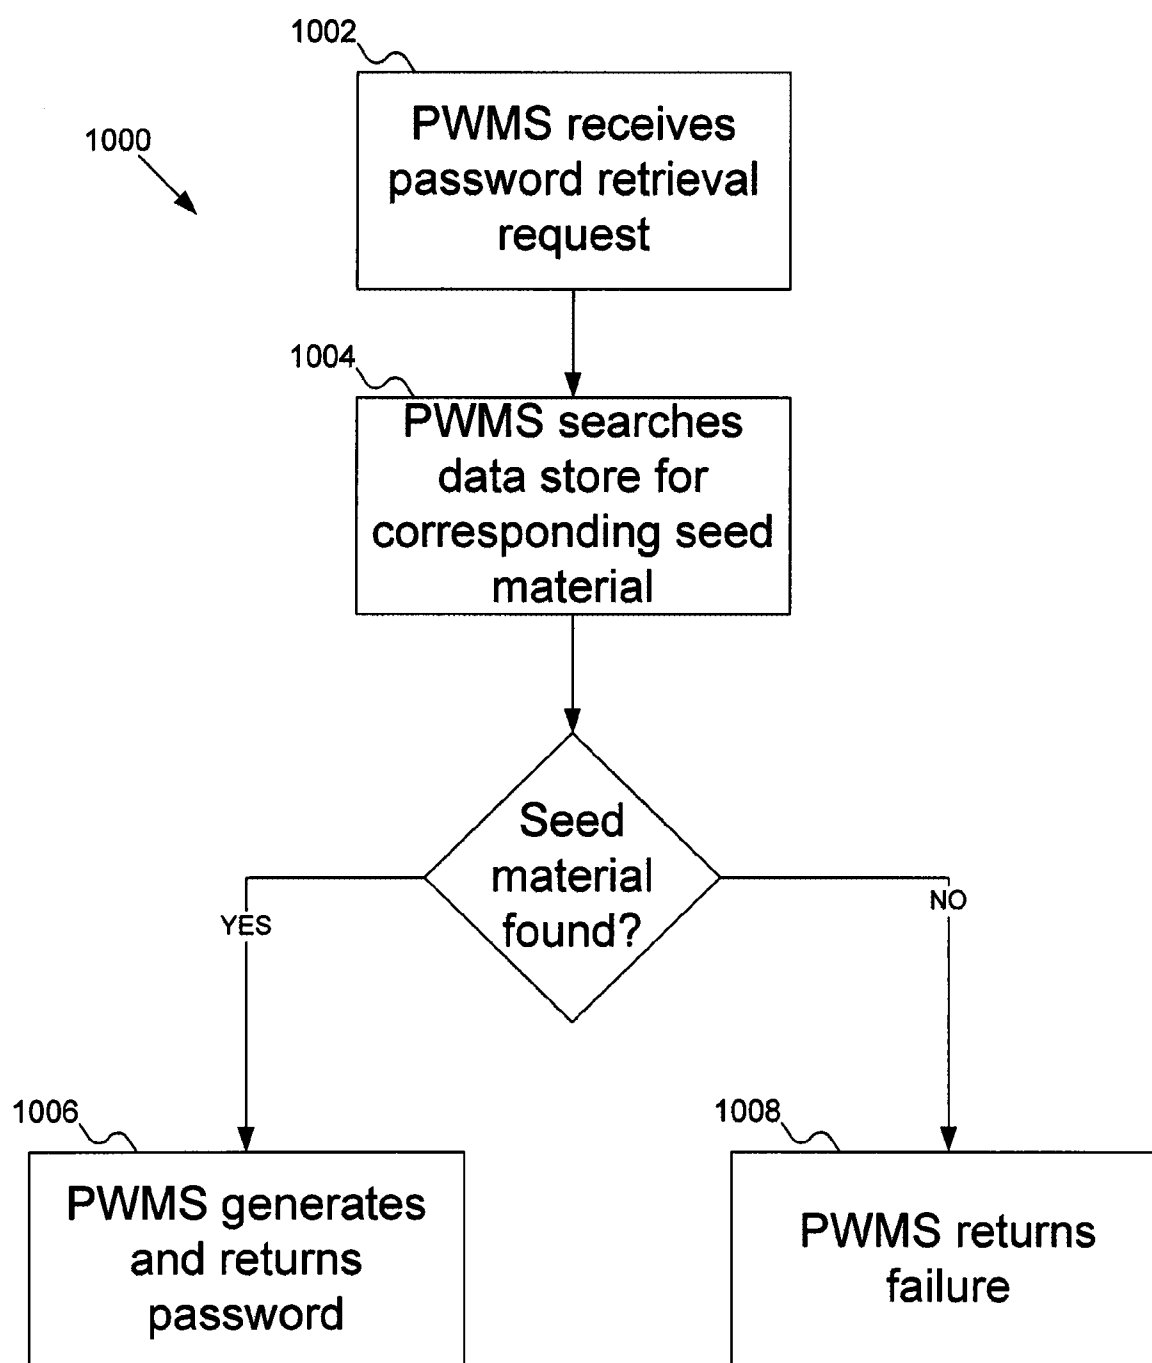 1002
PWMS receives
password retrieval
request
1000
1004
PWMS searches
data store for
corresponding seed
material
Seed
material
found?
YES
NO
1006
PWMS generates
and returns
password
1008
PWMS returns
failure